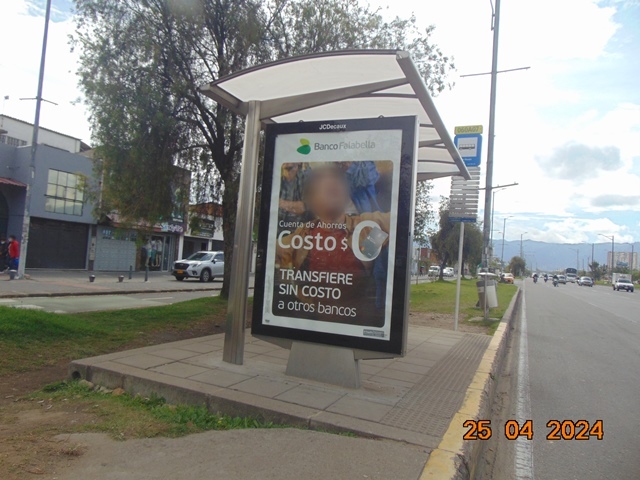 JCDecaux
Banco Falabella
Cuenta de Ahorros
Costo $0
TRANSFIERE
SIN COSTO
a otros bancos
25 04 2024